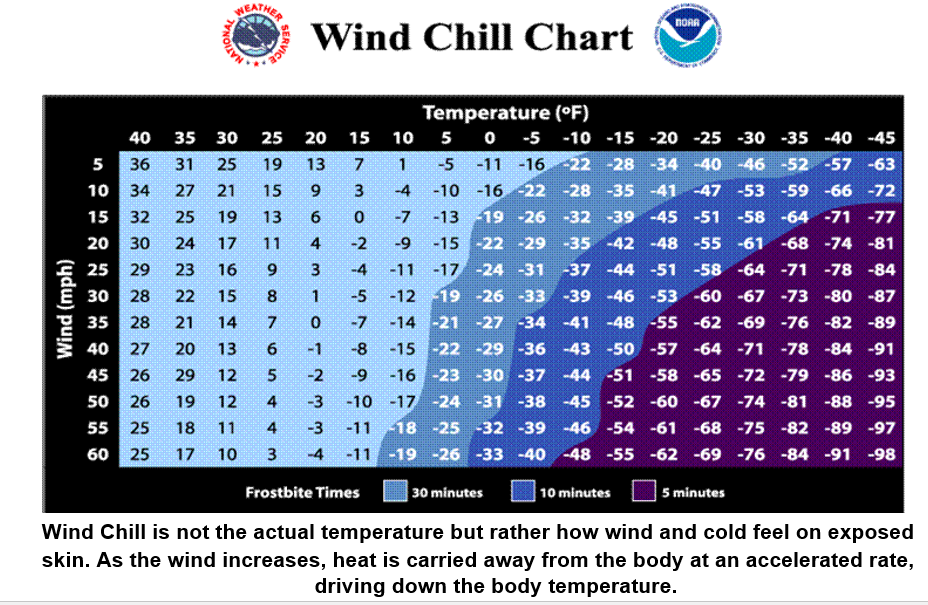 NATIONAL WEATHER SERVICE
Wind Chill Chart
NOAA
Temperature (ºF)
40 35 30 25 20 15 10 5 0 -5 -10 -15 -20 -25 -30 -35 -40 -45
Wind (mph)
5 36 31 25 19 13 7 1 -5 -11 -16 -22 -28 -34 -40 -46 -52 -57 -63
10 34 27 21 15 9 3 -4 -10 -16 -22 -28 -35 -41 -47 -53 -59 -66 -72
15 32 25 19 13 6 0 -7 -13 -19 -26 -32 -39 -45 -51 -58 -64 -71 -77
20 30 24 17 11 4 -2 -9 -15 -22 -29 -35 -42 -48 -55 -61 -68 -74 -81
25 29 23 16 9 3 -4 -11 -17 -24 -31 -37 -44 -51 -58 -64 -71 -78 -84
30 28 22 15 8 1 -5 -12 -19 -26 -33 -39 -46 -53 -60 -67 -73 -80 -87
35 28 21 14 7 0 -7 -14 -21 -27 -34 -41 -48 -55 -62 -69 -76 -82 -89
40 27 20 13 6 -1 -8 -15 -22 -29 -36 -43 -50 -57 -64 -71 -78 -84 -91
45 26 29 12 5 -2 -9 -16 -23 -30 -37 -44 -51 -58 -65 -72 -79 -86 -93
50 26 19 12 4 -3 -10 -17 -24 -31 -38 -45 -52 -60 -67 -74 -81 -88 -95
55 25 18 11 4 -3 -11 -18 -25 -32 -39 -46 -54 -61 -68 -75 -82 -89 -97
60 25 17 10 3 -4 -11 -19 -26 -33 -40 -48 -55 -62 -69 -76 -84 -91 -98
Frostbite Times 30 minutes 10 minutes 5 minutes
Wind Chill is not the actual temperature but rather how wind and cold feel on exposed
skin. As the wind increases, heat is carried away from the body at an accelerated rate,
driving down the body temperature.